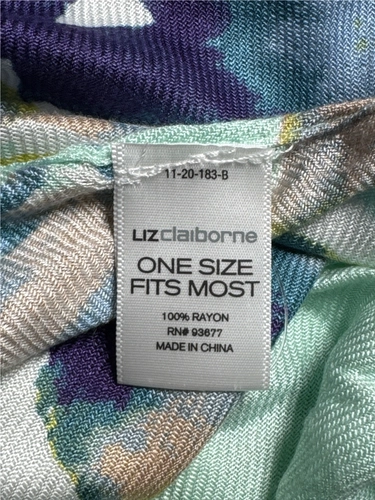 11-20-183-B
LIZclaiborne
ONE SIZE
FITS MOST
100% RAYON
RN# 93677
MADE IN CHINA